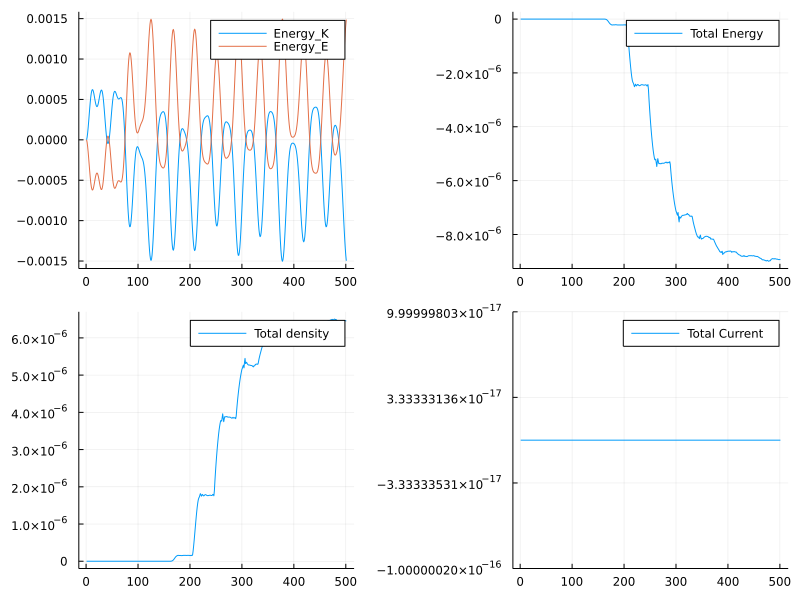 0.0015
0.0010
0.0005
0.0000
−0.0005
−0.0010
−0.0015
Energy_K
Energy_E
0 100 200 300 400 500
0
−2.0×10⁻⁶
−4.0×10⁻⁶
−6.0×10⁻⁶
−8.0×10⁻⁶
Total Energy
0 100 200 300 400 500
6.0×10⁻⁶
5.0×10⁻⁶
4.0×10⁻⁶
3.0×10⁻⁶
2.0×10⁻⁶
1.0×10⁻⁶
0
Total density
0 100 200 300 400 500
9.99999803×10⁻¹⁷
3.33333136×10⁻¹⁷
−3.33333531×10⁻¹⁷
−1.00000020×10⁻¹⁶
Total Current
0 100 200 300 400 500